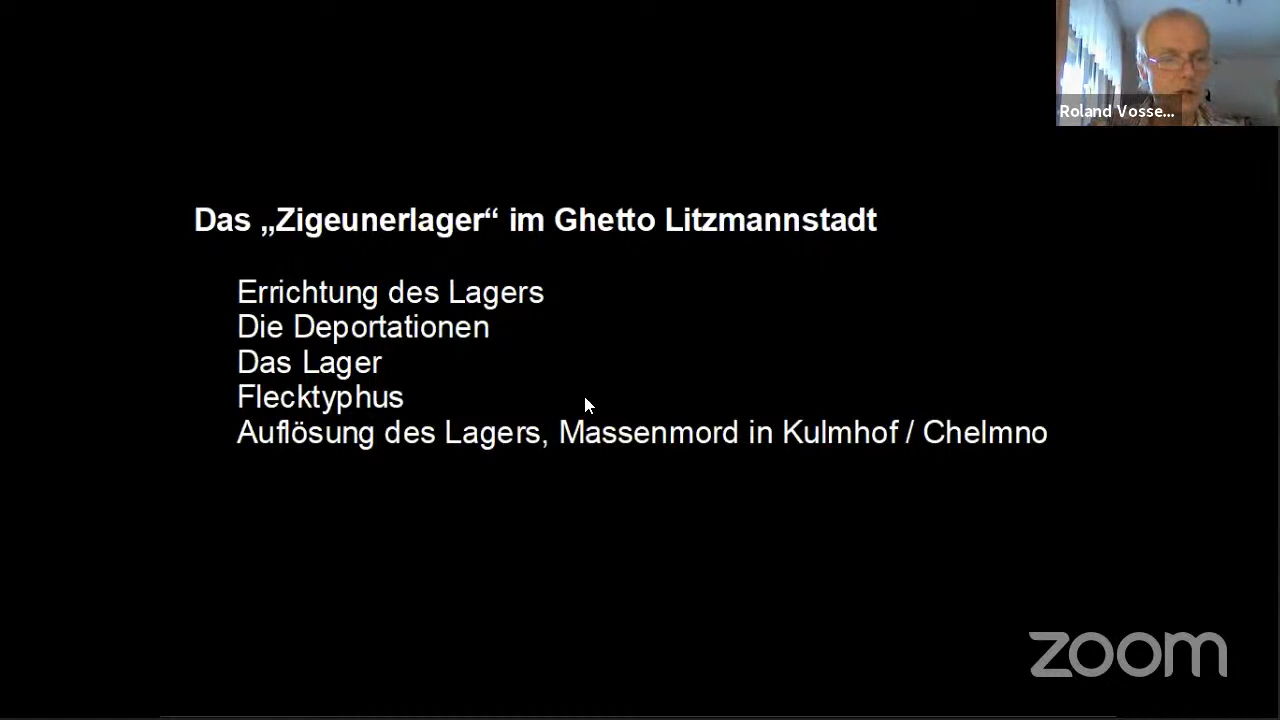 Roland Vosse...
Das „Zigeunerlager“ im Ghetto Litzmannstadt
Errichtung des Lagers
Die Deportationen
Das Lager
Flecktyphus
Auflösung des Lagers, Massenmord in Kulmhof / Chelmno
zoom